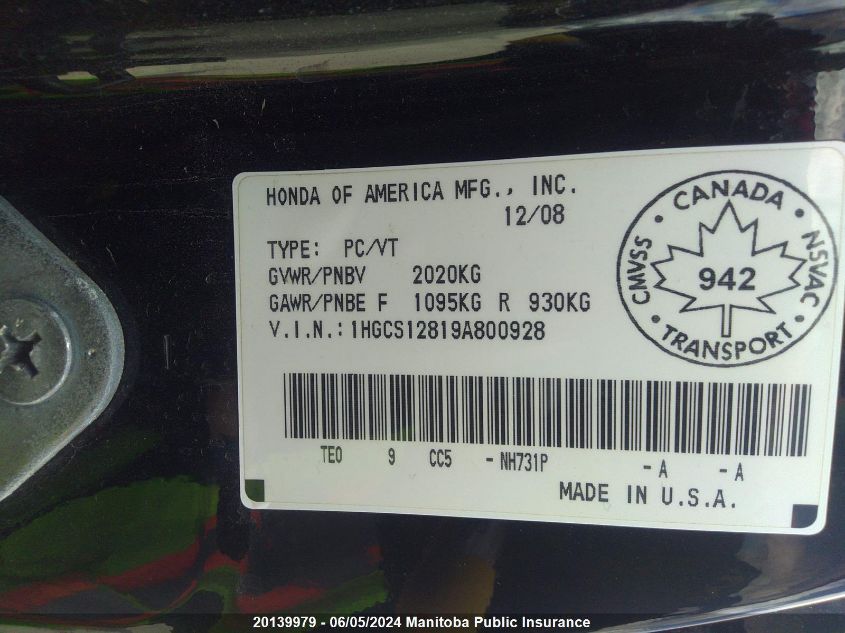 HONDA OF AMERICA MFG., INC.
12/08
TYPE: PC/VT
GVWR/PNBV 2020KG
GAWR/PNBE F 1095KG R 930KG
V.I.N.: 1HGCS12819A800928
CANADA
CMVSS
NSVAC
942
TRANSPORT
TE0 9 CC5 - NH731P - A - A
MADE IN U.S.A.
20139979 - 06/05/2024 Manitoba Public Insurance